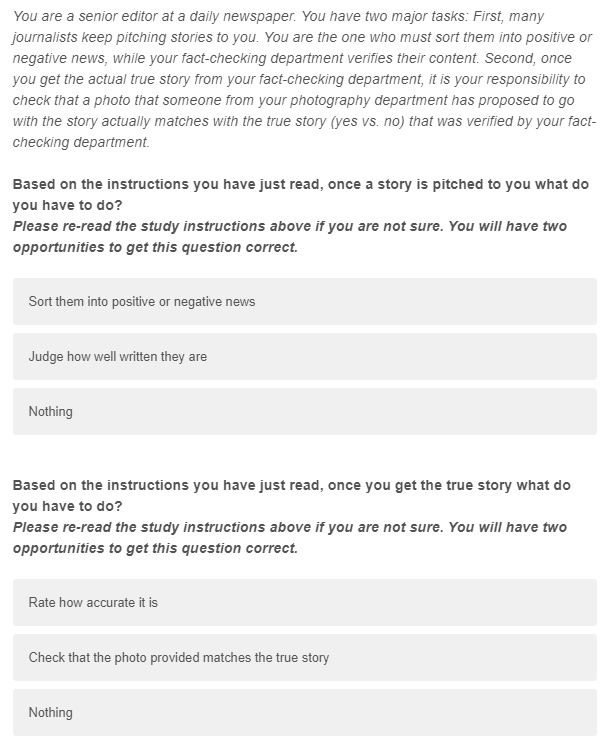 You are a senior editor at a daily newspaper. You have two major tasks: First, many
journalists keep pitching stories to you. You are the one who must sort them into positive or
negative news, while your fact-checking department verifies their content. Second, once
you get the actual true story from your fact-checking department, it is your responsibility to
check that a photo that someone from your photography department has proposed to go
with the story actually matches with the true story (yes vs. no) that was verified by your fact-
checking department.
Based on the instructions you have just read, once a story is pitched to you what do
you have to do?
Please re-read the study instructions above if you are not sure. You will have two
opportunities to get this question correct.
Sort them into positive or negative news
Judge how well written they are
Nothing
Based on the instructions you have just read, once you get the true story what do
you have to do?
Please re-read the study instructions above if you are not sure. You will have two
opportunities to get this question correct.
Rate how accurate it is
Check that the photo provided matches the true story
Nothing